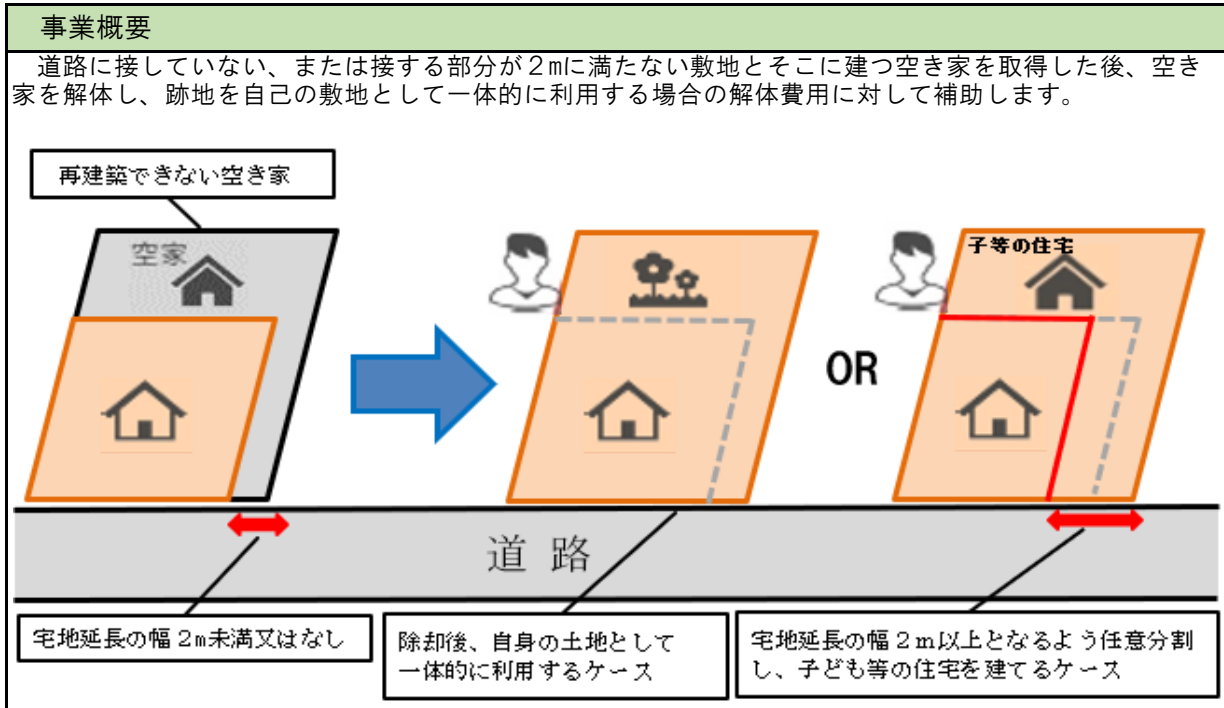 事業概要
道路に接していない、または接する部分が２ｍに満たない敷地とそこに建つ空き家を取得した後、空き
家を解体し、跡地を自己の敷地として一体的に利用する場合の解体費用に対して補助します。
再建築できない空き家
空家
子等の住宅
OR
道 路
宅地延長の幅２ｍ未満又はなし
除却後、自身の土地として
一体的に利用するケース
宅地延長の幅２ｍ以上となるよう任意分割
し、子ども等の住宅を建てるケース